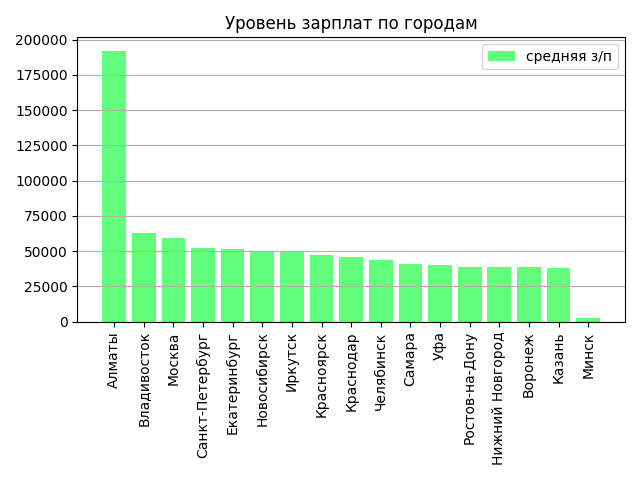 Уровень зарплат по городам
средняя з/п
200000
175000
150000
125000
100000
75000
50000
25000
0
Алматы
Владивосток
Москва
Санкт-Петербург
Екатеринбург
Новосибирск
Иркутск
Красноярск
Краснодар
Челябинск
Самара
Уфа
Ростов-на-Дону
Нижний Новгород
Воронеж
Казань
Минск